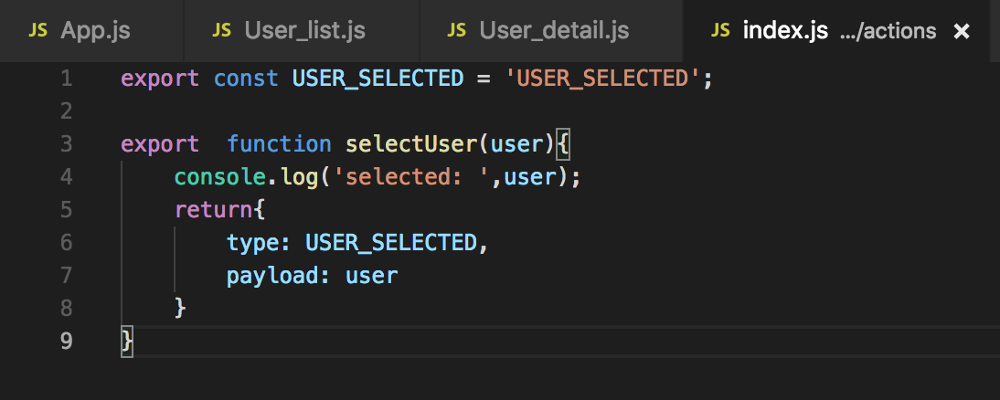 JS App.js JS User_list.js JS User_detail.js JS index.js .../actions ×
1 export const USER_SELECTED = 'USER_SELECTED';
2
3 export  function selectUser(user){
4     console.log('selected: ',user);
5     return{
6         type: USER_SELECTED,
7         payload: user
8     }
9 }